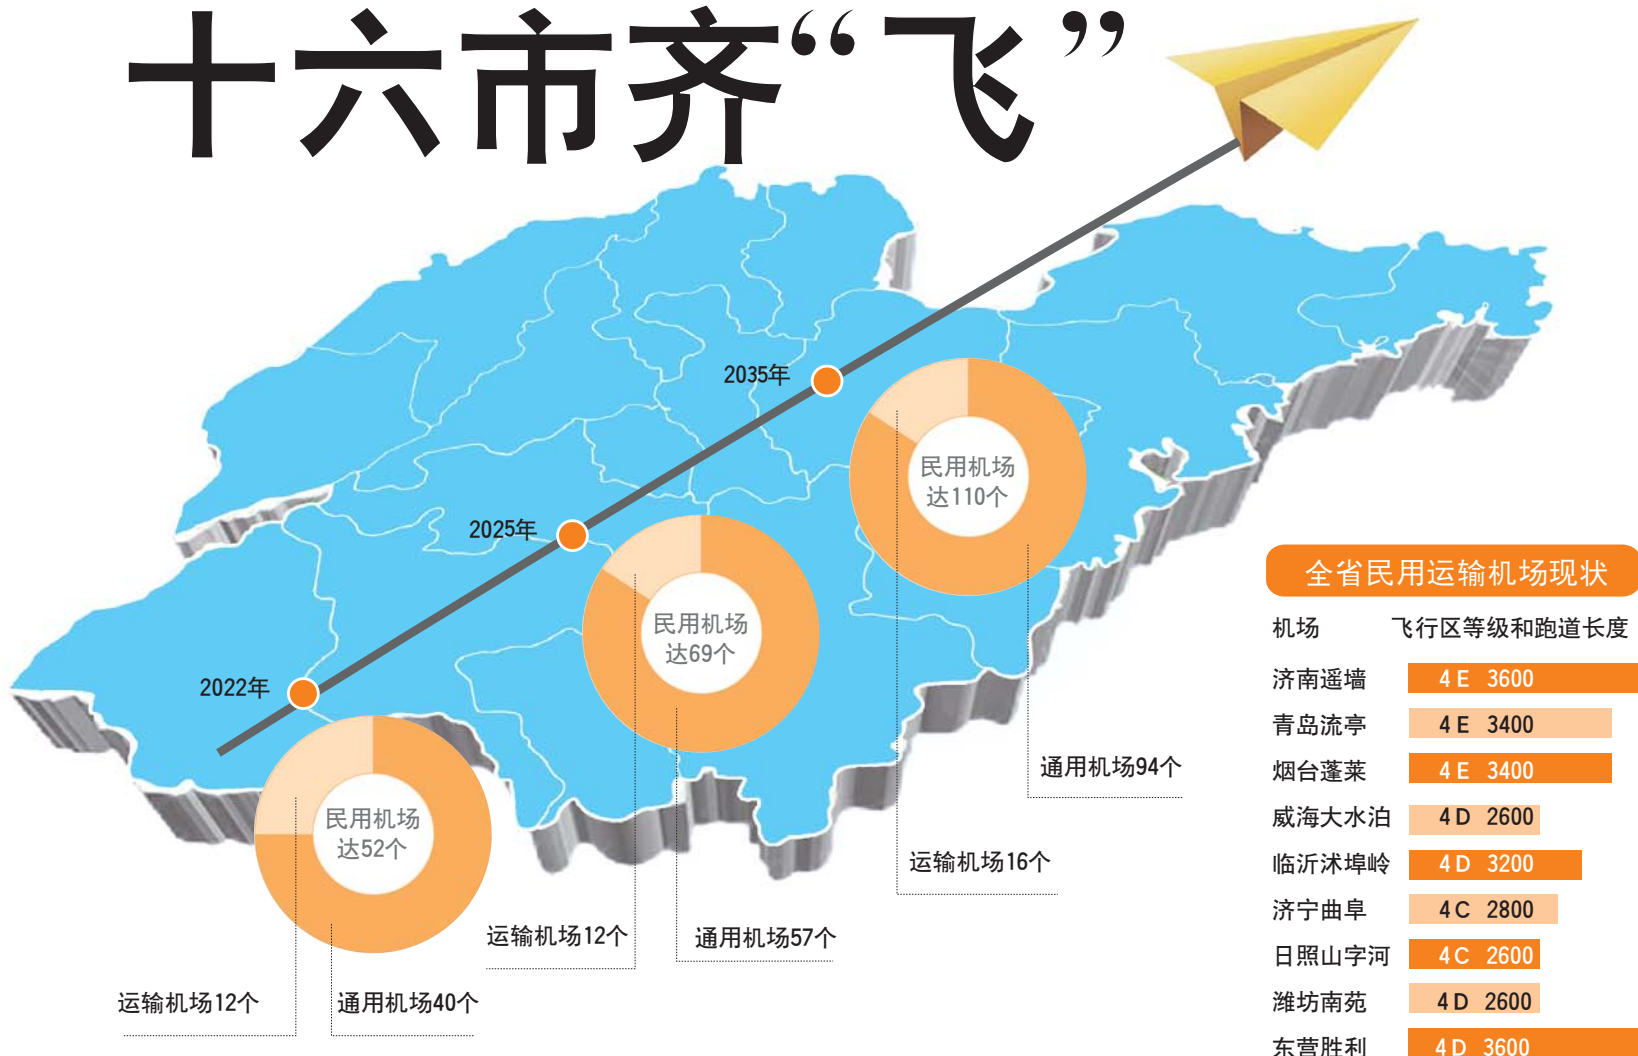 十六市齐“飞”
2035年
民用机场
达110个
2025年
民用机场
达69个
2022年
民用机场
达52个
通用机场94个
运输机场16个
运输机场12个
通用机场57个
运输机场12个
通用机场40个
全省民用运输机场现状
机场 飞行区等级和跑道长度
济南遥墙 4E 3600
青岛流亭 4E 3400
烟台蓬莱 4E 3400
威海大水泊 4D 2600
临沂沭埠岭 4D 3200
济宁曲阜 4C 2800
日照山字河 4C 2600
潍坊南苑 4D 2600
东营胜利 4D 3600